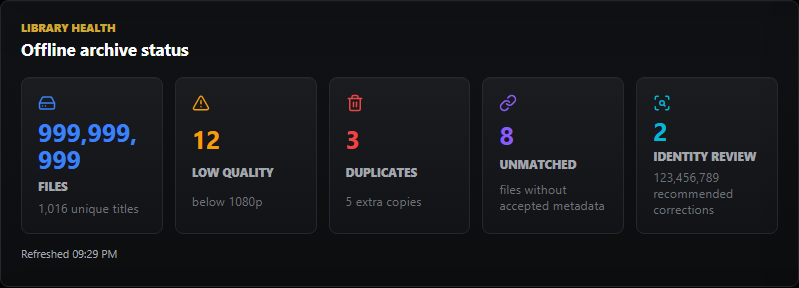 LIBRARY HEALTH
Offline archive status
999,999,
999
FILES
1,016 unique titles
12
LOW QUALITY
below 1080p
3
DUPLICATES
5 extra copies
8
UNMATCHED
files without
accepted metadata
2
IDENTITY REVIEW
123,456,789
recommended
corrections
Refreshed 09:29 PM